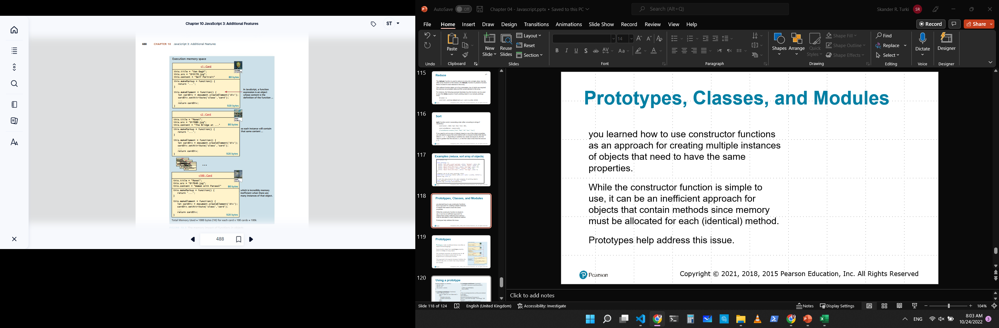 Chapter 10 JavaScript 3: Additional Features
ST
488 CHAPTER 10 JavaScript 3: Additional Features
Execution memory space
c1 : Card
this.title = "Van Gogh";
this.src = "019170.jpg";
this.content = "Self Portrait"
80 bytes
this.makeMarkup = function() {
return '...';
}
this.makeElement = function() {
let cardDiv = document.createElement('div');
cardDiv.setAttribute('class','card');
...
return cardDiv;
}
920 bytes
In JavaScript, a function
expression is an object
whose content is the
definition of the function ...
c2 : Card
this.title = "Monet";
this.src = "017080.jpg";
this.content = "The Bridge at ..."
80 bytes
this.makeMarkup = function() {
return '...';
}
this.makeElement = function() {
let cardDiv = document.createElement('div');
cardDiv.setAttribute('class','card');
...
return cardDiv;
}
920 bytes
so each instance will contain
that same content ...
...
c100 : Card
this.title = "Monet";
this.src = "017040.jpg";
this.content = "Women with Parasol"
80 bytes
this.makeMarkup = function() {
return '...';
}
this.makeElement = function() {
let cardDiv = document.createElement('div');
cardDiv.setAttribute('class','card');
...
return cardDiv;
}
920 bytes
which is incredibly memory
inefficient when there are
many instances of that object.
Total Memory Used = 1000 bytes (1K) for each card x 100 cards = 100k
488
AutoSave Off
Chapter 04 - Javascript.pptx • Saved to this PC
Search (Alt+Q)
Skander R. Turki SR
File Home Insert Draw Design Transitions Animations Slide Show Record Review View Help
Record
Share
Undo
Paste
Clipboard
New Slide
Reuse Slides
Layout
Reset
Section
Slides
14
Font
Paragraph
Shapes
Arrange
Quick Styles
Shape Fill
Shape Outline
Shape Effects
Drawing
Find
Replace
Select
Editing
Dictate
Voice
Designer
Designer
115
Reduce
116
Sort
117
Examples (reduce, sort array of objects)
118
Prototypes, Classes, and Modules
119
Prototypes
120
Using a prototype
Prototypes, Classes, and Modules
you learned how to use constructor functions
as an approach for creating multiple instances
of objects that need to have the same
properties.
While the constructor function is simple to
use, it can be an inefficient approach for
objects that contain methods since memory
must be allocated for each (identical) method.
Prototypes help address this issue.
Pearson
Copyright © 2021, 2018, 2015 Pearson Education, Inc. All Rights Reserved
Click to add notes
Slide 118 of 124
English (United Kingdom)
Accessibility: Investigate
Notes
Display Settings
104%
ENG
8:03 AM
10/24/2022
3